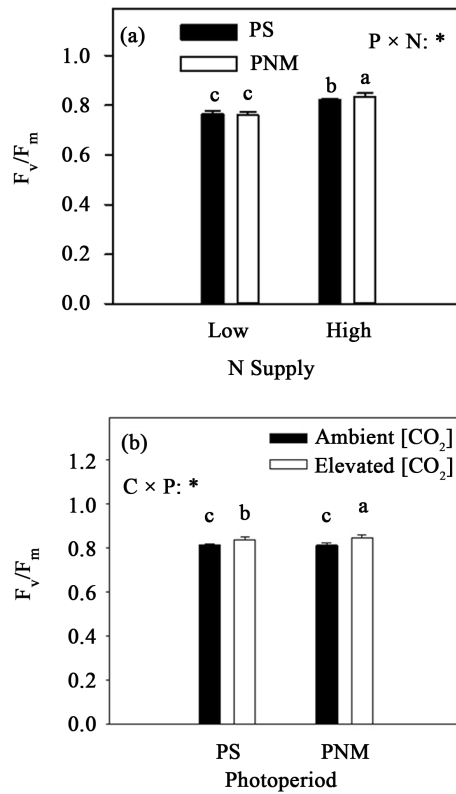 (a)
PS
PNM
P × N: *
1.0
0.8
0.6
0.4
0.2
0.0
Fv/Fm
c
c
b
a
Low
High
N Supply
(b)
Ambient [CO2]
Elevated [CO2]
C × P: *
1.2
1.0
0.8
0.6
0.4
0.2
0.0
Fv/Fm
c
b
c
a
PS
PNM
Photoperiod